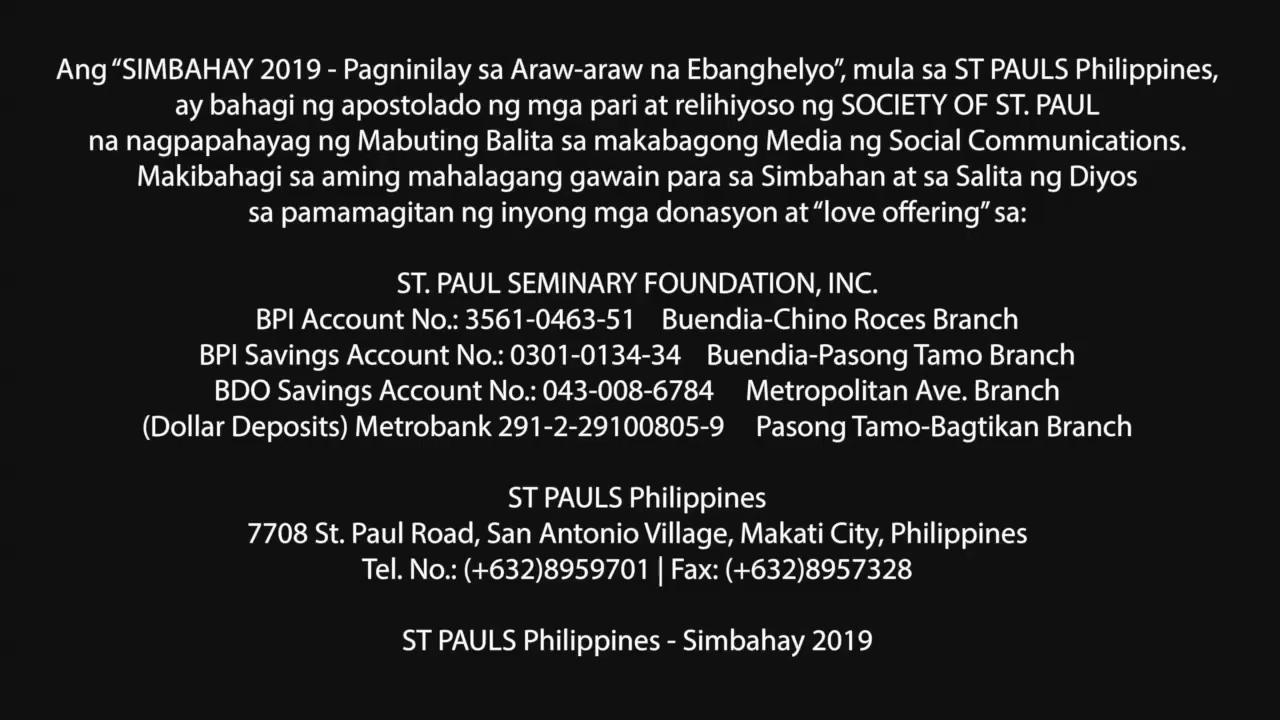 Ang “SIMBAHAY 2019 - Pagninilay sa Araw-araw na Ebanghelyo”, mula sa ST PAULS Philippines,
ay bahagi ng apostolado ng mga pari at relihiyoso ng SOCIETY OF ST. PAUL
na nagpapahayag ng Mabuting Balita sa makabagong Media ng Social Communications.
Makibahagi sa aming mahalagang gawain para sa Simbahan at sa Salita ng Diyos
sa pamamagitan ng inyong mga donasyon at “love offering” sa:
ST. PAUL SEMINARY FOUNDATION, INC.
BPI Account No.: 3561-0463-51 Buendia-Chino Roces Branch
BPI Savings Account No.: 0301-0134-34 Buendia-Pasong Tamo Branch
BDO Savings Account No.: 043-008-6784 Metropolitan Ave. Branch
(Dollar Deposits) Metrobank 291-2-29100805-9 Pasong Tamo-Bagtikan Branch
ST PAULS Philippines
7708 St. Paul Road, San Antonio Village, Makati City, Philippines
Tel. No.: (+632)8959701 | Fax: (+632)8957328
ST PAULS Philippines - Simbahay 2019